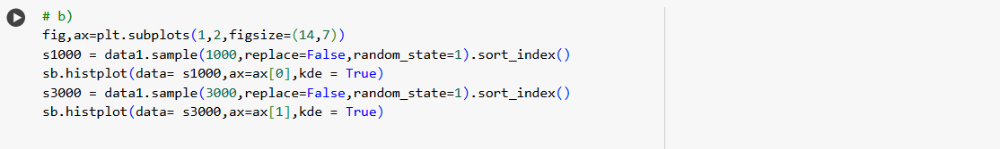 # b)
fig,ax=plt.subplots(1,2,figsize=(14,7))
s1000 = data1.sample(1000,replace=False,random_state=1).sort_index()
sb.histplot(data= s1000,ax=ax[0],kde = True)
s3000 = data1.sample(3000,replace=False,random_state=1).sort_index()
sb.histplot(data= s3000,ax=ax[1],kde = True)